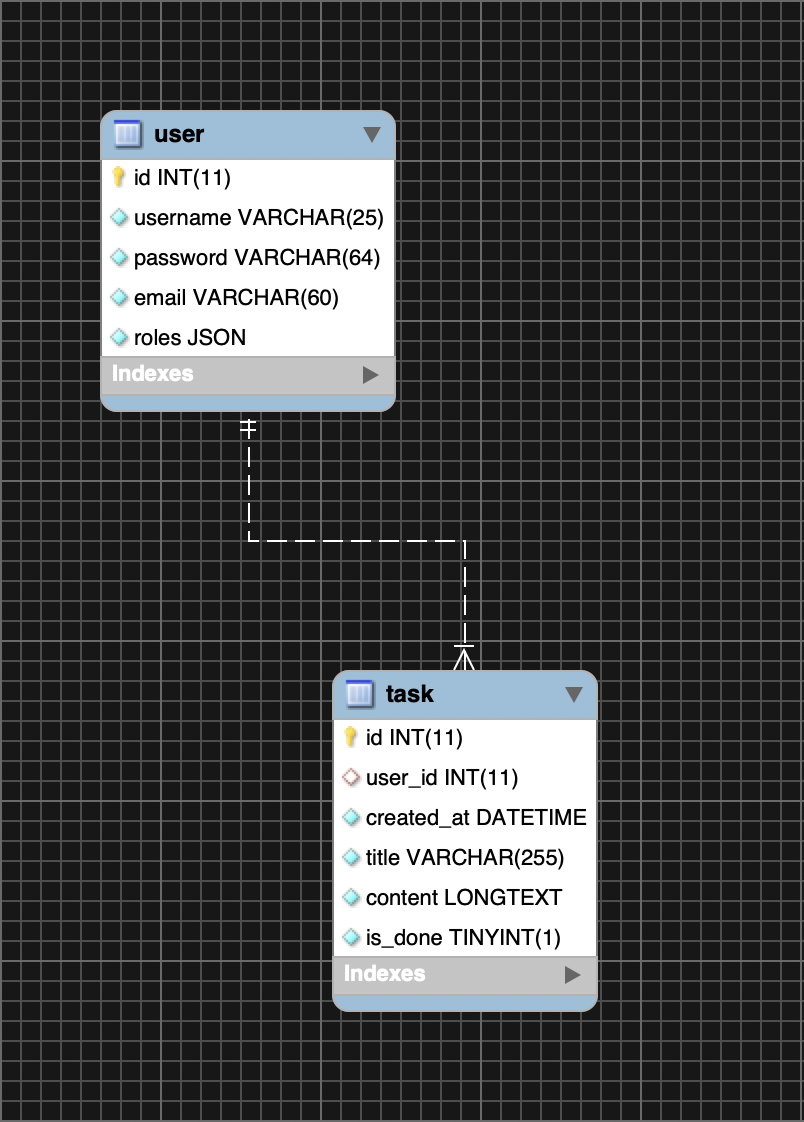 user
id INT(11)
username VARCHAR(25)
password VARCHAR(64)
email VARCHAR(60)
roles JSON
Indexes
task
id INT(11)
user_id INT(11)
created_at DATETIME
title VARCHAR(255)
content LONGTEXT
is_done TINYINT(1)
Indexes